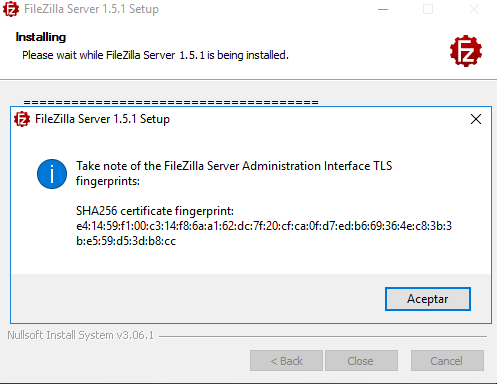 FileZilla Server 1.5.1 Setup
Installing
Please wait while FileZilla Server 1.5.1 is being installed.
=====================================
FileZilla Server 1.5.1 Setup
Take note of the FileZilla Server Administration Interface TLS
fingerprints:
SHA256 certificate fingerprint:
e4:14:59:f1:00:c3:14:f8:6a:a1:62:dc:7f:20:cf:ca:0f:d7:ed:b6:69:36:4e:c8:3b:3
b:e5:59:d5:3d:b8:cc
Aceptar
Nullsoft Install System v3.06.1
< Back
Close
Cancel